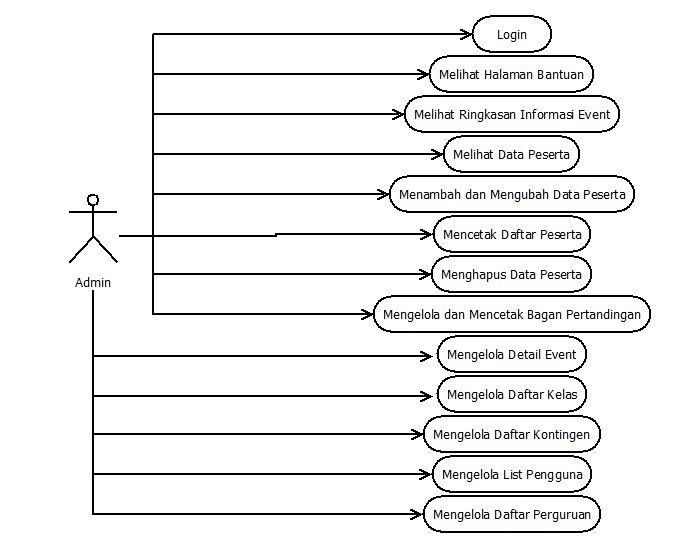 Login
Melihat Halaman Bantuan
Melihat Ringkasan Informasi Event
Melihat Data Peserta
Menambah dan Mengubah Data Peserta
Mencetak Daftar Peserta
Admin
Menghapus Data Peserta
Mengelola dan Mencetak Bagan Pertandingan
Mengelola Detail Event
Mengelola Daftar Kelas
Mengelola Daftar Kontingen
Mengelola List Pengguna
Mengelola Daftar Perguruan